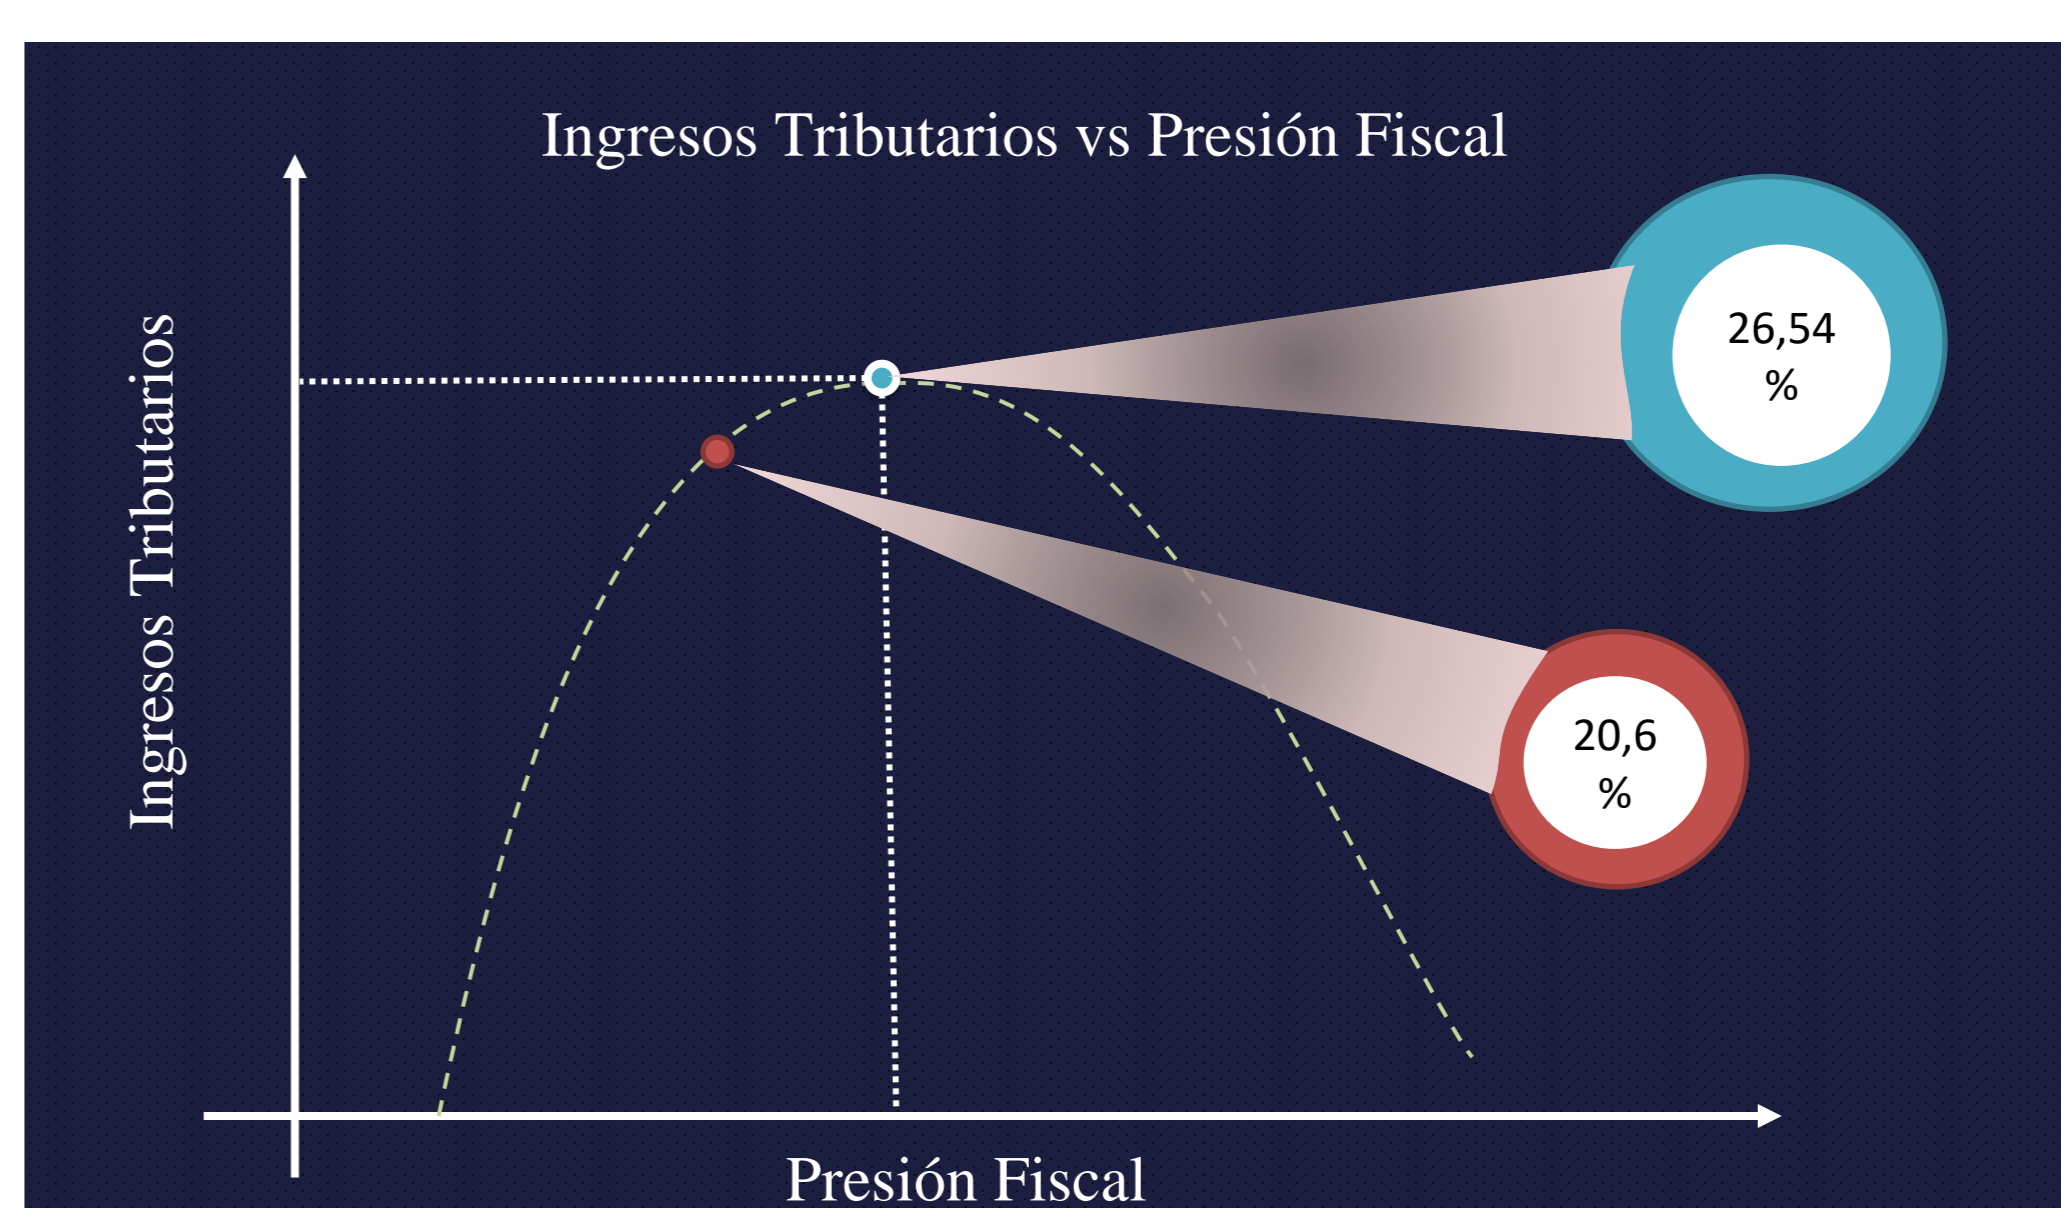 Ingresos Tributarios vs Presión Fiscal
Ingresos Tributarios
26,54
%
20,6
%
Presión Fiscal